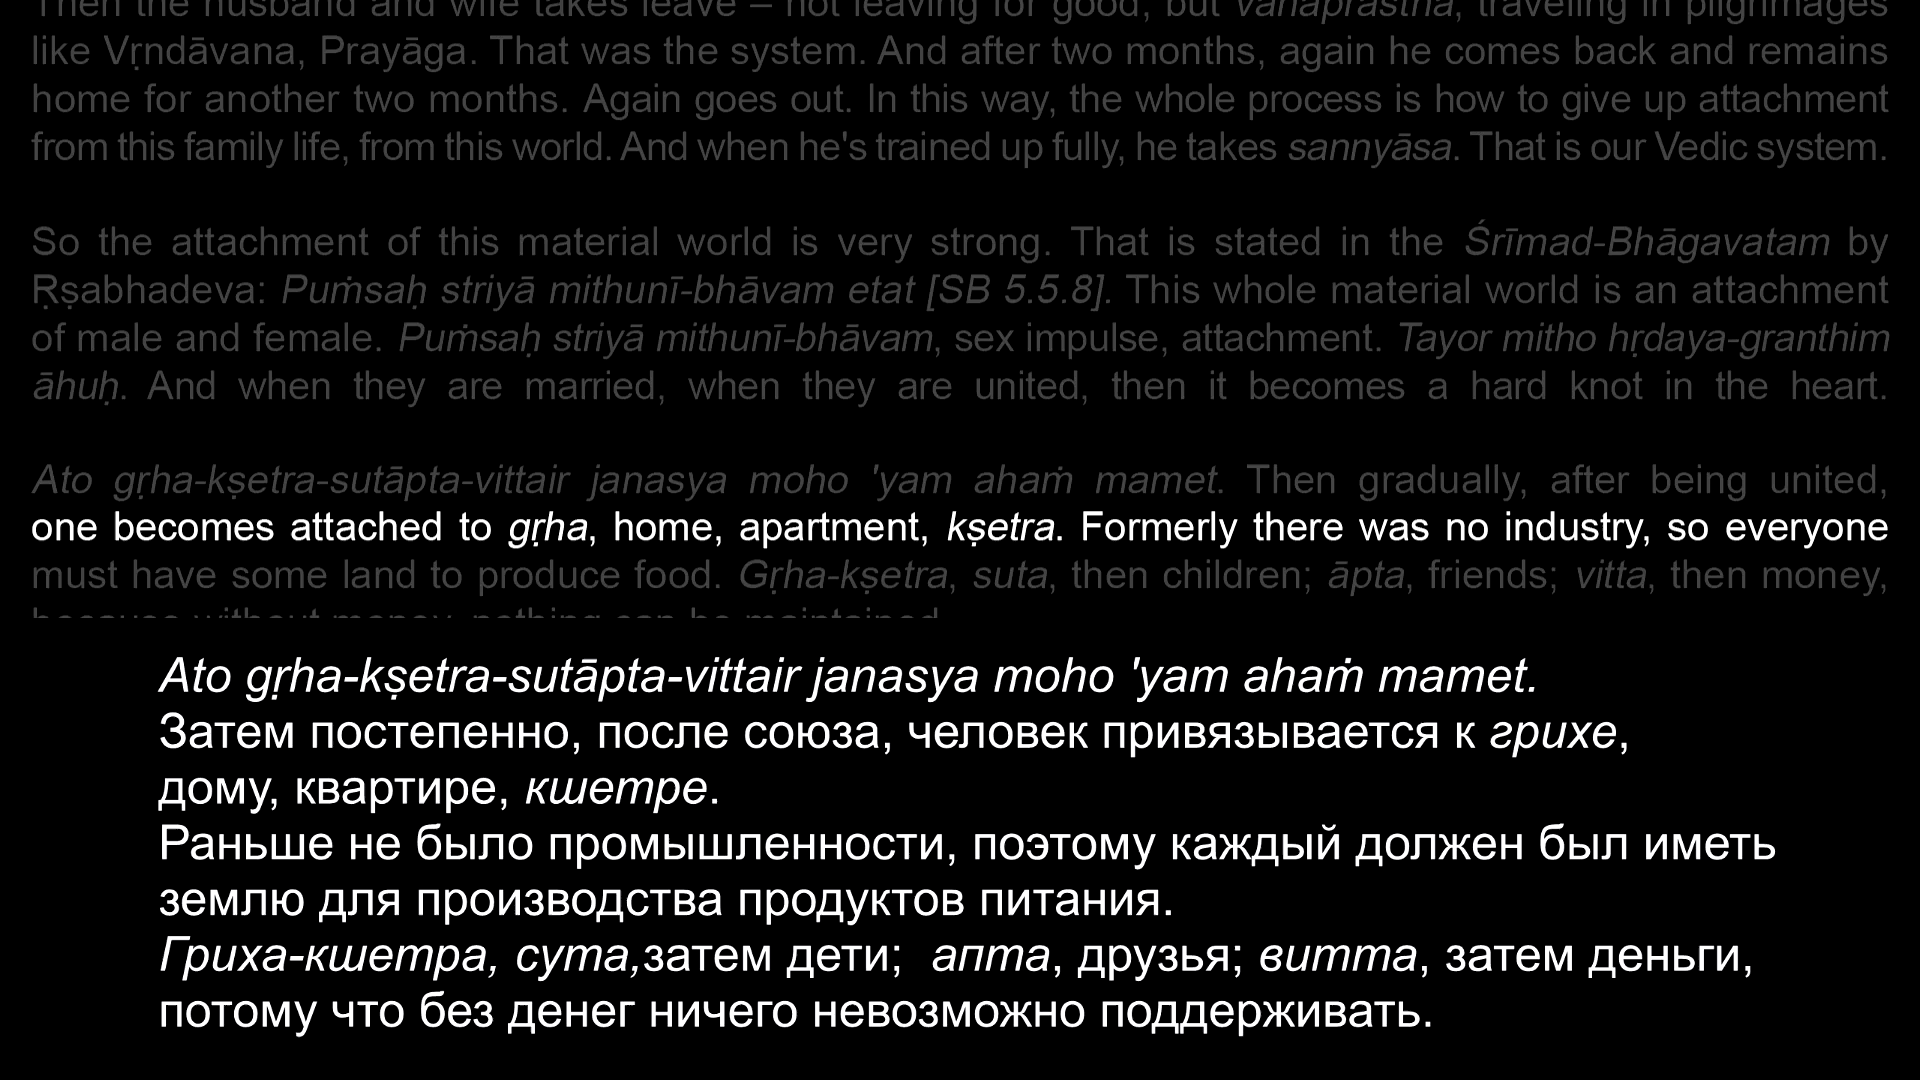 Then the husband and wife takes leave – not leaving for good, but vānaprastha, travelling in pilgrimages
like Vṛndāvana, Prayāga. That was the system. And after two months, again he comes back and remains
home for another two months. Again goes out. In this way, the whole process is how to give up attachment
from this family life, from this world. And when he's trained up fully, he takes sannyāsa. That is our Vedic system.
So the attachment of this material world is very strong. That is stated in the Śrīmad-Bhāgavatam by
Ṛṣabhadeva: Puṁsaḥ striyā mithunī-bhāvam etat [SB 5.5.8]. This whole material world is an attachment
of male and female. Puṁsaḥ striyā mithunī-bhāvam, sex impulse, attachment. Tayor mitho hṛdaya-granthim
āhuḥ. And when they are married, when they are united, then it becomes a hard knot in the heart.
Ato gṛha-kṣetra-sutāpta-vittair janasya moho 'yam ahaṁ mamet. Then gradually, after being united,
one becomes attached to gṛha, home, apartment, kṣetra. Formerly there was no industry, so everyone
must have some land to produce food. Gṛha-kṣetra, suta, then children; āpta, friends; vitta, then money,
because without money, nothing can be maintained.
Ato gṛha-kṣetra-sutāpta-vittair janasya moho 'yam ahaṁ mamet.
Затем постепенно, после союза, человек привязывается к грихе,
дому, квартире, кшетре.
Раньше не было промышленности, поэтому каждый должен был иметь
землю для производства продуктов питания.
Гриха-кшетра, сута,затем дети;  апта, друзья; витта, затем деньги,
потому что без денег ничего невозможно поддерживать.